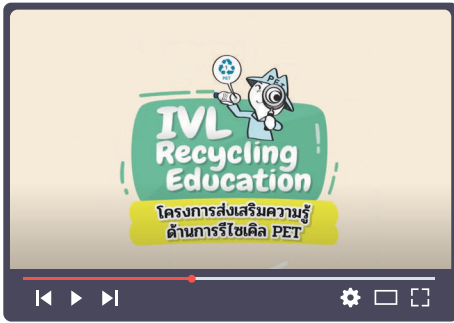 PET
PET
IVL
Recycling
Education
โครงการส่งเสริมความรู้
ด้านการรีไซเคิล PET